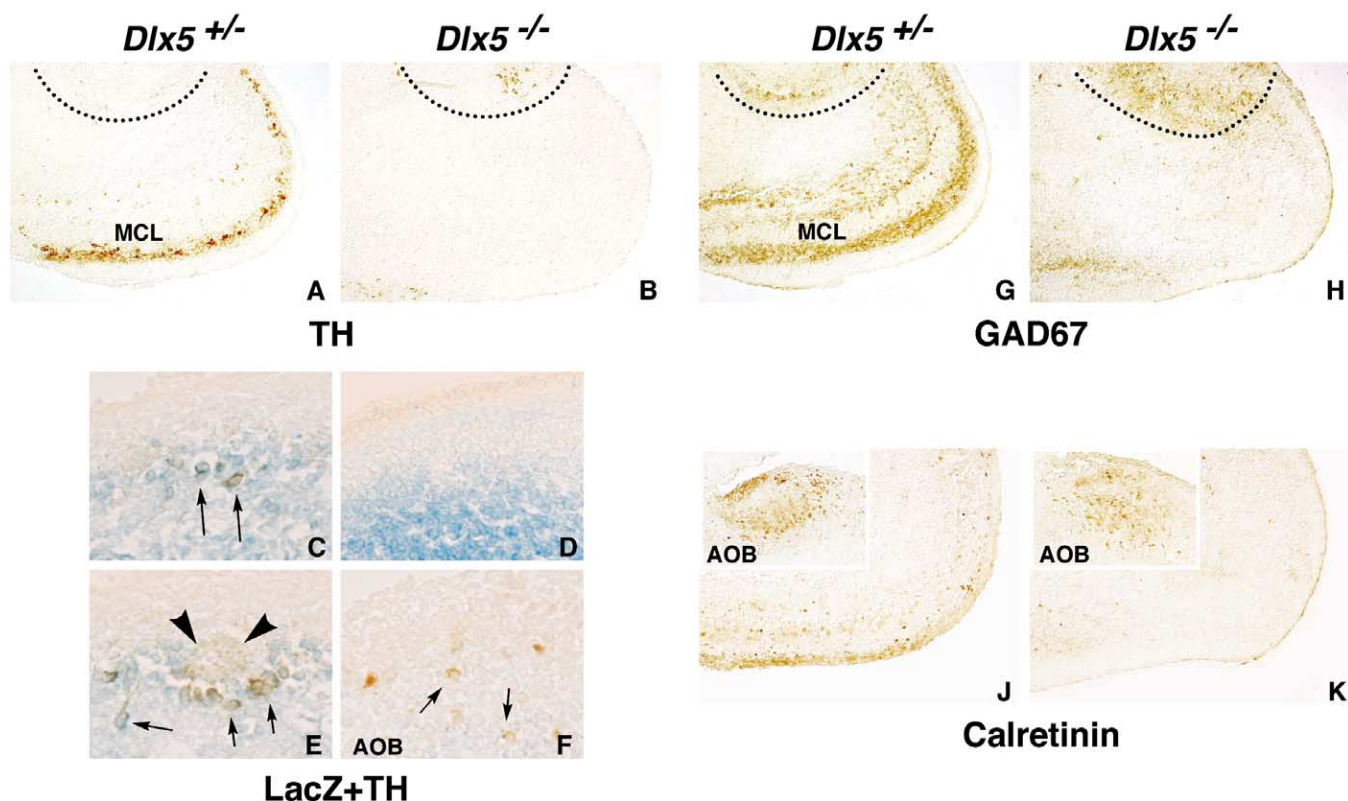 Dlx5 +/- Dlx5 -/- Dlx5 +/- Dlx5 -/-
MCL MCL
A B G H
TH GAD67
C D
AOB AOB
E AOB F J K
LacZ+TH Calretinin